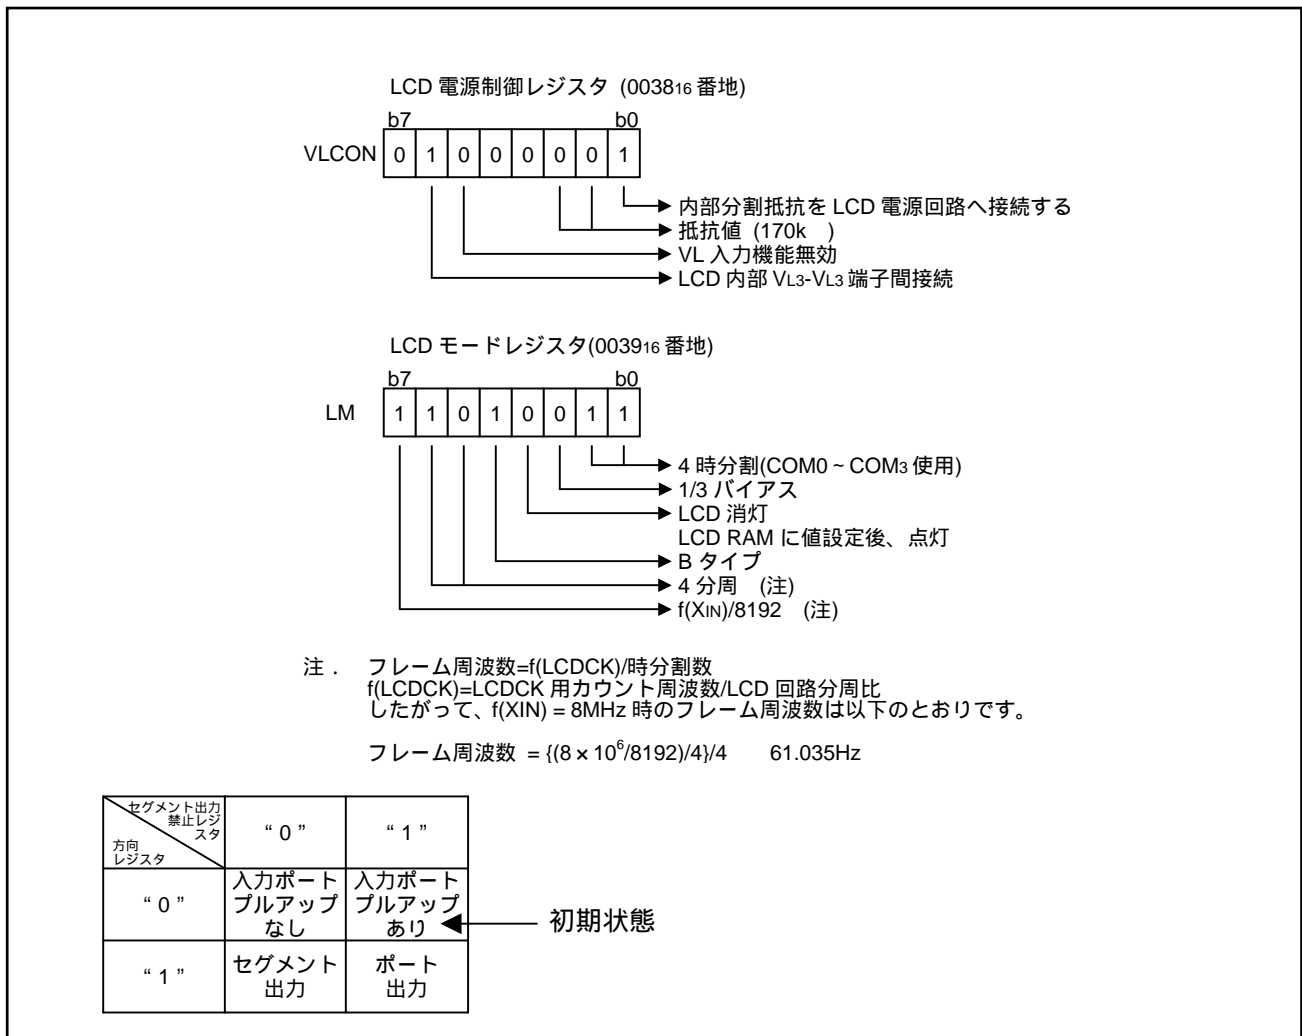 LCD 電源制御レジスタ (003816 番地)
b7 b0
VLCON 0 1 0 0 0 0 0 1
内部分割抵抗を LCD 電源回路へ接続する
抵抗値 (170k )
VL 入力機能無効
LCD 内部 VL3-VL3 端子間接続
LCD モードレジスタ(003916 番地)
b7 b0
LM 1 1 0 1 0 0 1 1
4 時分割(COM0 ~ COM3 使用)
1/3 バイアス
LCD 消灯
LCD RAM に値設定後、点灯
B タイプ
4 分周 (注)
f(XIN)/8192 (注)
注. フレーム周波数=f(LCDCK)/時分割数
f(LCDCK)=LCDCK 用カウント周波数/LCD 回路分周比
したがって、f(XIN) = 8MHz 時のフレーム周波数は以下のとおりです。
フレーム周波数 = {(8 × 10^6/8192)/4}/4 61.035Hz
セグメント出力
禁止レジ
スタ
方向
レジスタ
“ 0 ” “ 1 ”
“ 0 ”
入力ポート
プルアップ
なし
入力ポート
プルアップ
あり
初期状態
“ 1 ”
セグメント
出力
ポート
出力